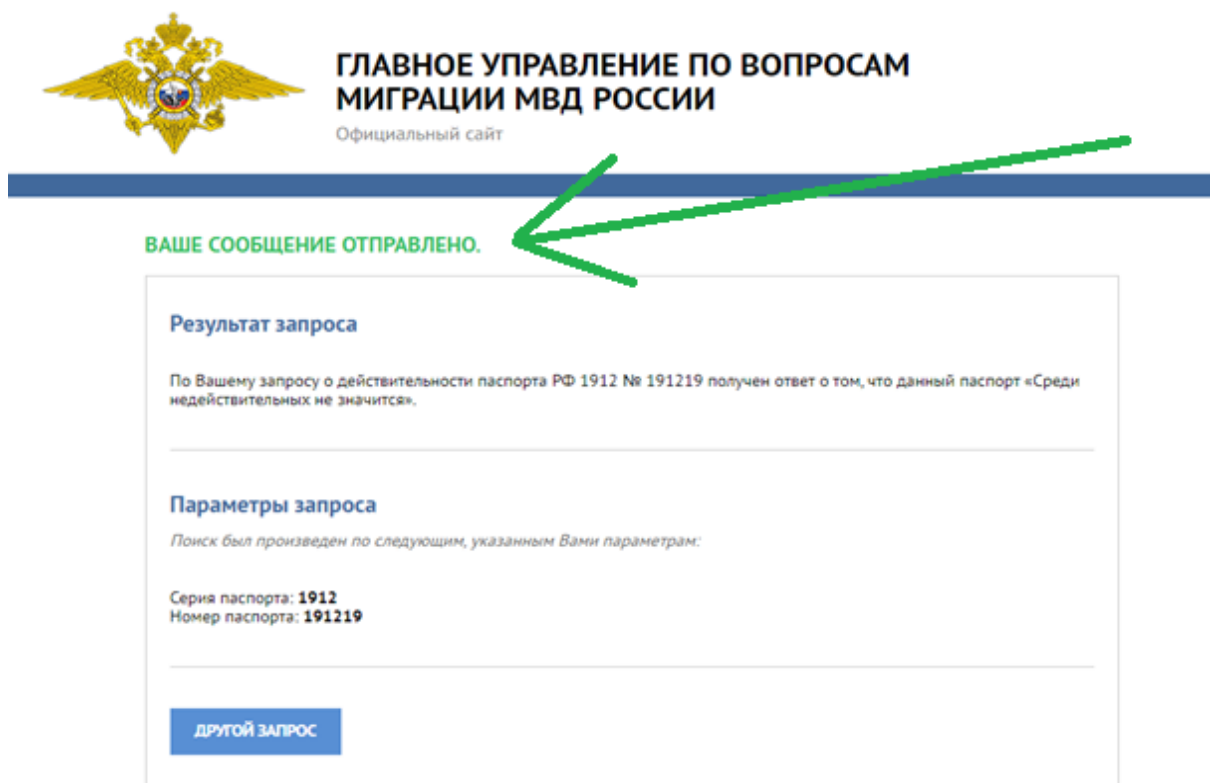 ГЛАВНОЕ УПРАВЛЕНИЕ ПО ВОПРОСАМ
МИГРАЦИИ МВД РОССИИ
Официальный сайт
ВАШЕ СООБЩЕНИЕ ОТПРАВЛЕНО.
Результат запроса
По Вашему запросу о действительности паспорта РФ 1912 № 191219 получен ответ о том, что данный паспорт «Среди
недействительных не значится».
Параметры запроса
Поиск был произведен по следующим, указанным Вами параметрам:
Серия паспорта: 1912
Номер паспорта: 191219
ДРУГОЙ ЗАПРОС